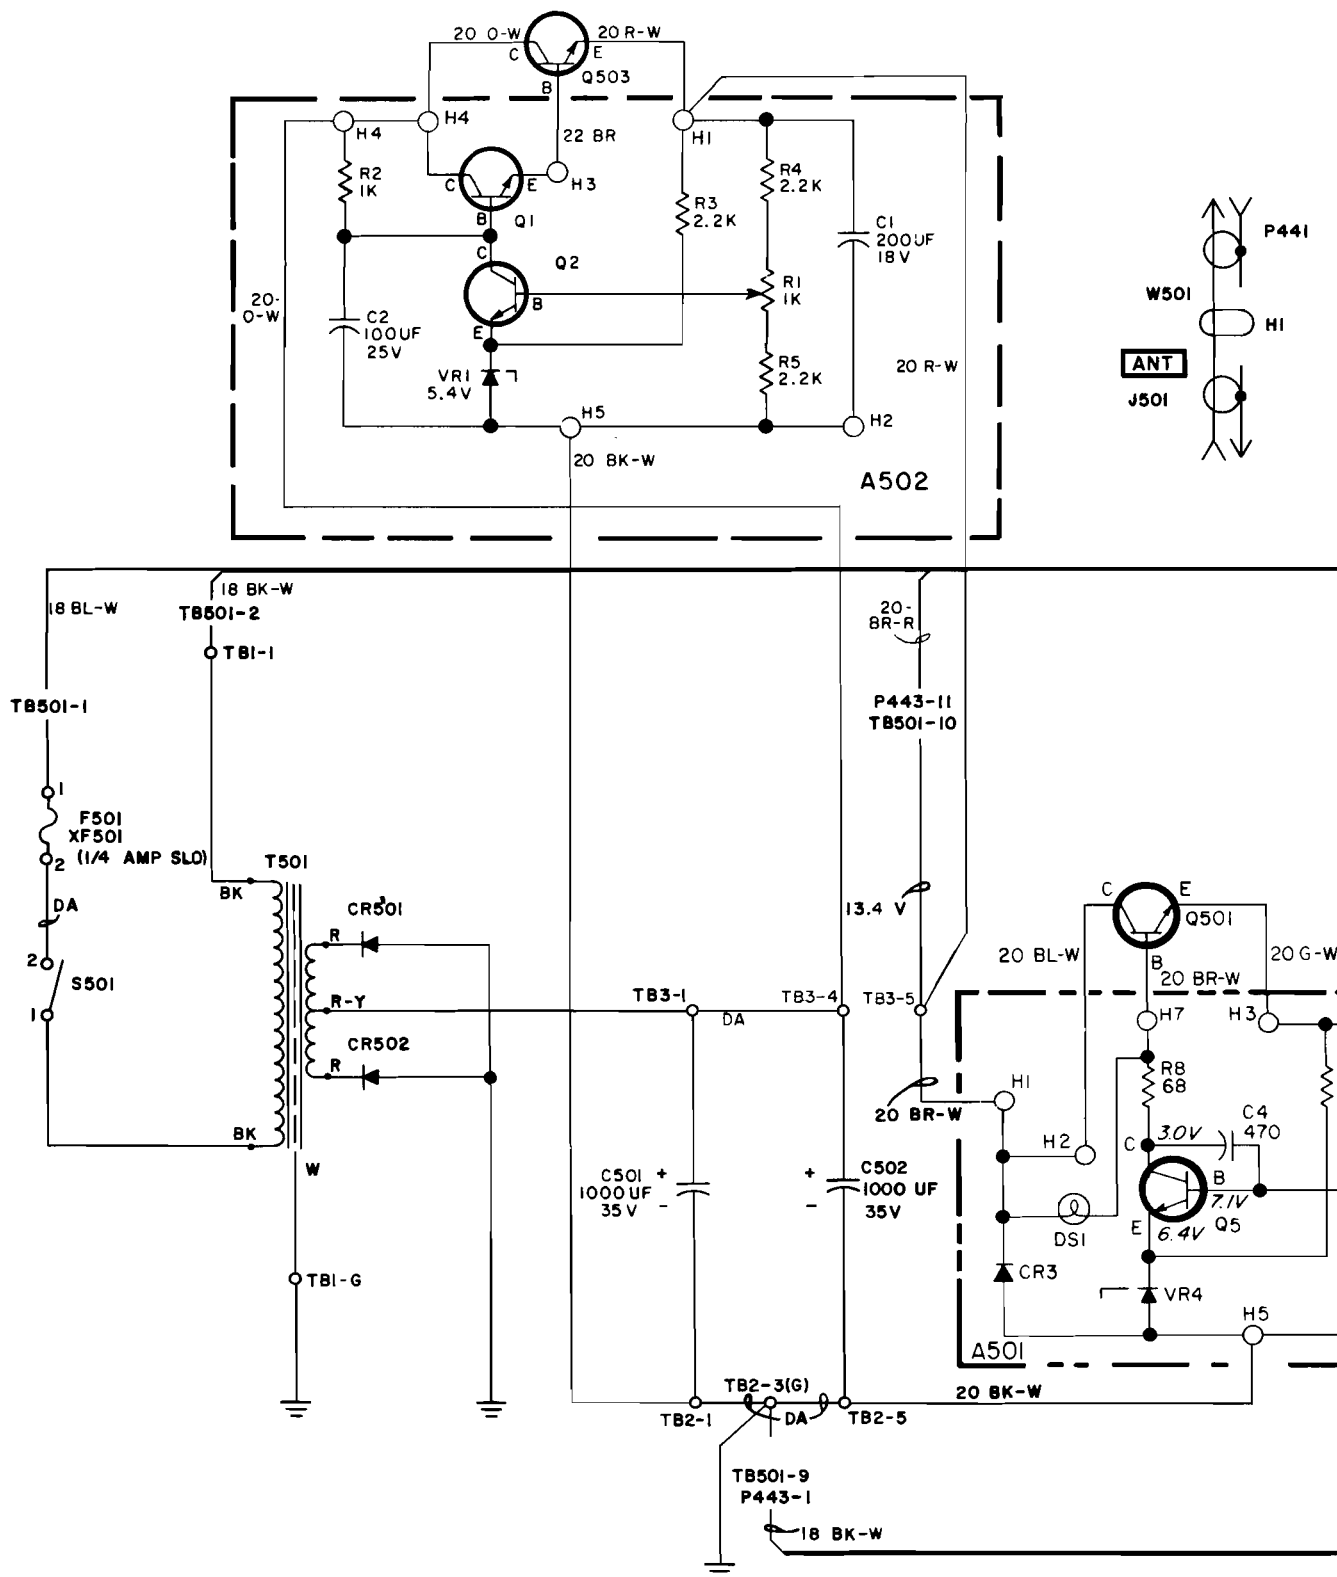 20 O-W
C
E
20 R-W
Q503
B
H4
H4
22 BR
H1
R2
1K
C
E
H3
B
Q1
R4
2.2K
R3
2.2K
C1
200UF
18V
C
Q2
B
E
R1
1K
20-
O-W
C2
100UF
25V
VR1
5.4V
R5
2.2K
20 R-W
H5
H2
20 BK-W
A502
P441
W501
H1
ANT
J501
18 BL-W
18 BK-W
TB501-2
TB1-1
20-
BR-R
TB501-1
P443-11
TB501-10
1
F501
XF501
2 (1/4 AMP SLO)
DA
2
S501
1
T501
BK
BK
W
CR501
R
R-Y
CR502
R
TB1-G
13.4 V
TB3-1
DA
TB3-4
TB3-5
C501
1000 UF
35V
+
-
C502
1000 UF
35V
+
-
C
E
Q501
B
20 BL-W
20 BR-W
20 G-W
H7
H3
R8
68
H1
20 BR-W
H2
C
3.0V
C4
470
B
7.1V
Q5
E
6.4V
DS1
CR3
VR4
H5
A501
TB2-3(G)
TB2-1
DA
TB2-5
20 BK-W
TB501-9
P443-1
18 BK-W